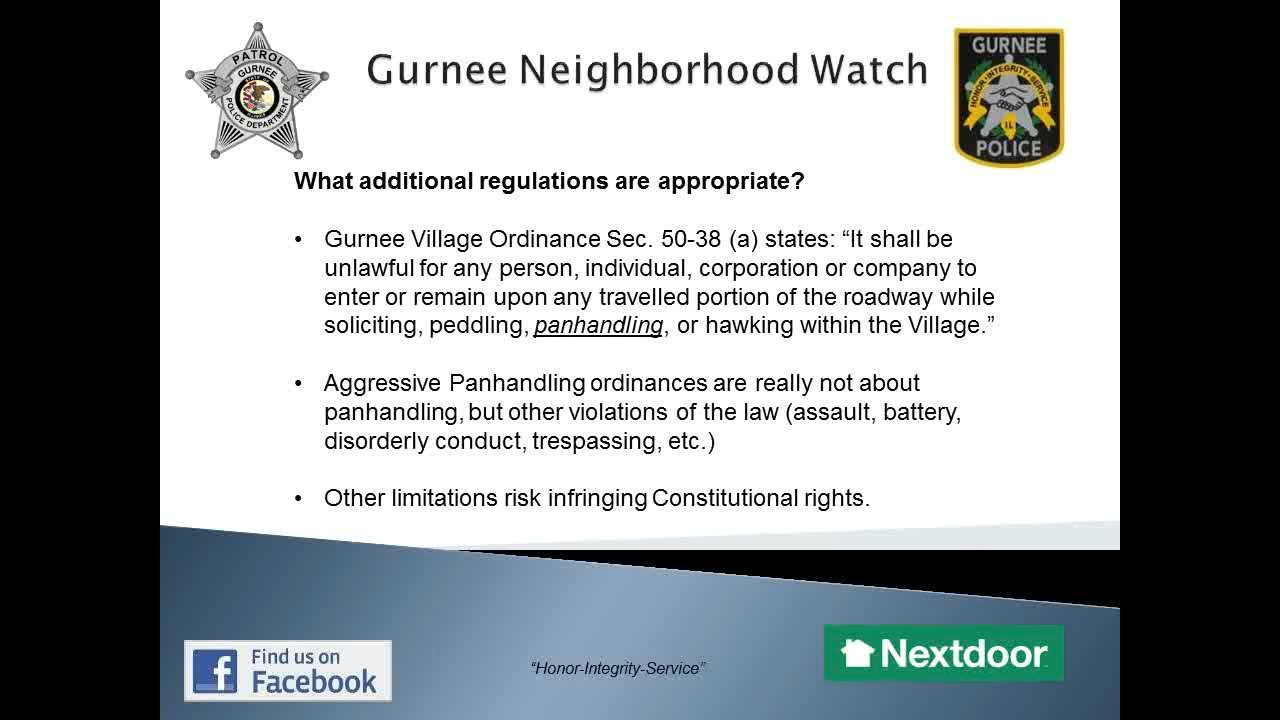 PATROL
GURNEE
POLICE DEPARTMENT
Gurnee Neighborhood Watch
GURNEE
HONOR-INTEGRITY-SERVICE
IL
POLICE
What additional regulations are appropriate?
• Gurnee Village Ordinance Sec. 50-38 (a) states: “It shall be
unlawful for any person, individual, corporation or company to
enter or remain upon any travelled portion of the roadway while
soliciting, peddling, panhandling, or hawking within the Village.”
• Aggressive Panhandling ordinances are really not about
panhandling, but other violations of the law (assault, battery,
disorderly conduct, trespassing, etc.)
• Other limitations risk infringing Constitutional rights.
Find us on
Facebook
“Honor-Integrity-Service”
Nextdoor